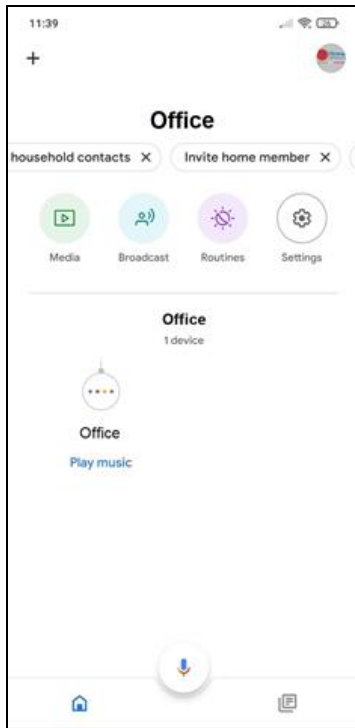 11:39
Office
household contacts X
Invite home member X
Media
Broadcast
Routines
Settings
Office
1 device
Office
Play music